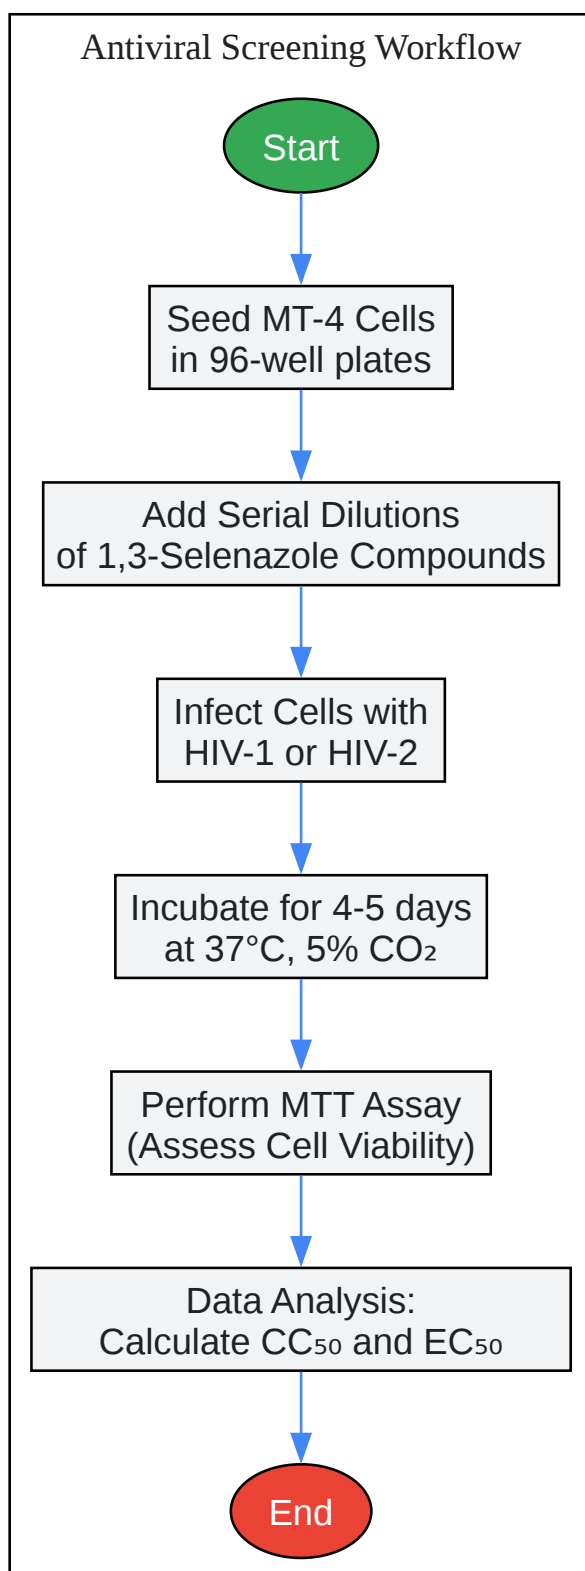 Antiviral Screening Workflow
Start
Seed MT-4 Cells
in 96-well plates
Add Serial Dilutions
of 1,3-Selenazole Compounds
Infect Cells with
HIV-1 or HIV-2
Incubate for 4-5 days
at 37°C, 5% CO₂
Perform MTT Assay
(Assess Cell Viability)
Data Analysis:
Calculate CC₅₀ and EC₅₀
End